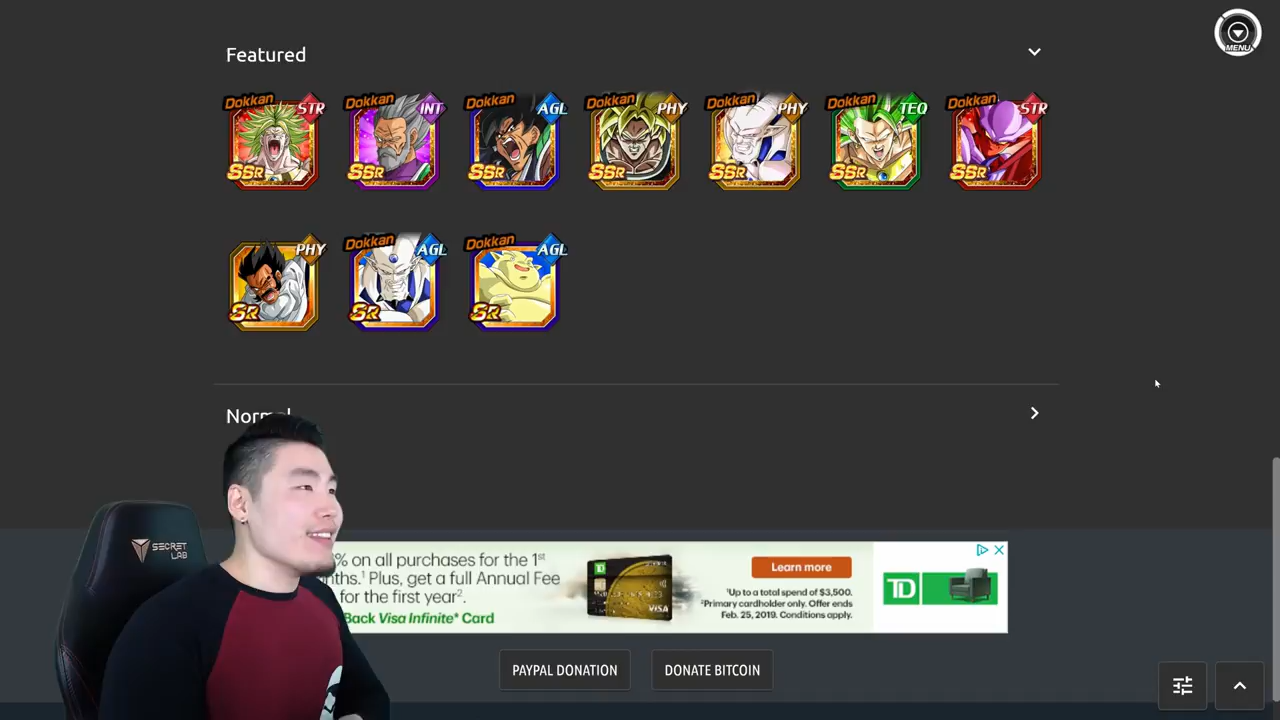 Featured
MENU
Dokkan STR Dokkan INT Dokkan AGL Dokkan PHY Dokkan PHY Dokkan TEQ Dokkan STR
SSR SSR SSR SSR SSR SSR SSR
PHY Dokkan AGL Dokkan AGL
SR SR SR
Normal
SECRET
LAB
% on all purchases for the 1st
nths.¹ Plus, get a full Annual Fee
for the first year².
Back Visa Infinite* Card
TD
VISA
Learn more
¹Up to a total spend of $3,500.
²Primary cardholder only. Offer ends
Feb. 25, 2019. Conditions apply.
TD
PAYPAL DONATION
DONATE BITCOIN